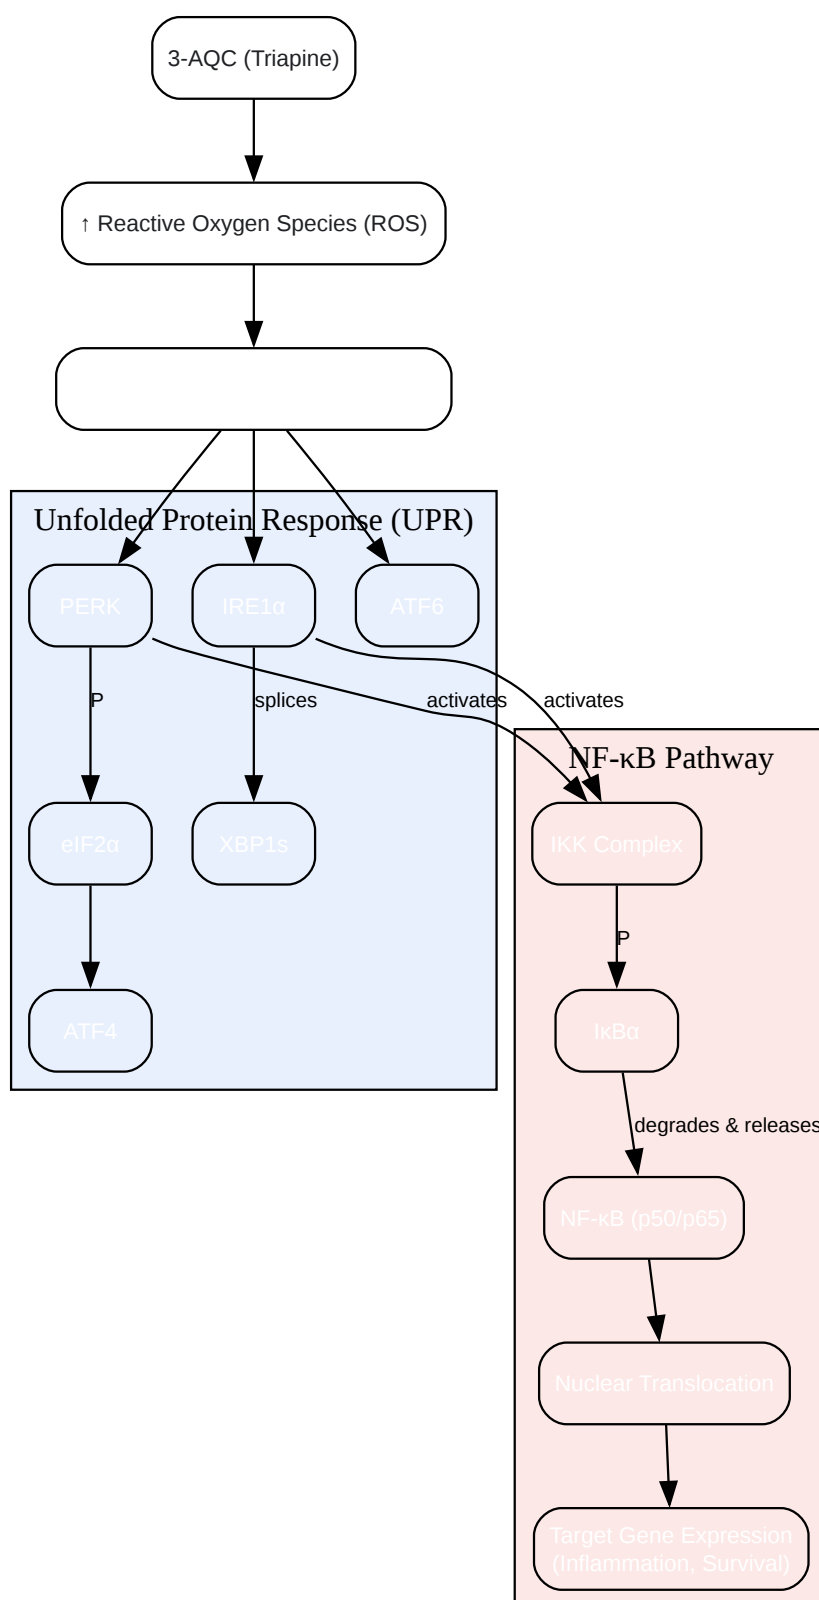 3-AQC (Triapine)
↑ Reactive Oxygen Species (ROS)
Unfolded Protein Response (UPR)
PERK
IRE1α
ATF6
P
splices
activates
activates
NF-κB Pathway
eIF2α
XBP1s
IKK Complex
P
ATF4
IκBα
degrades & releases
NF-κB (p50/p65)
Nuclear Translocation
Target Gene Expression
(Inflammation, Survival)